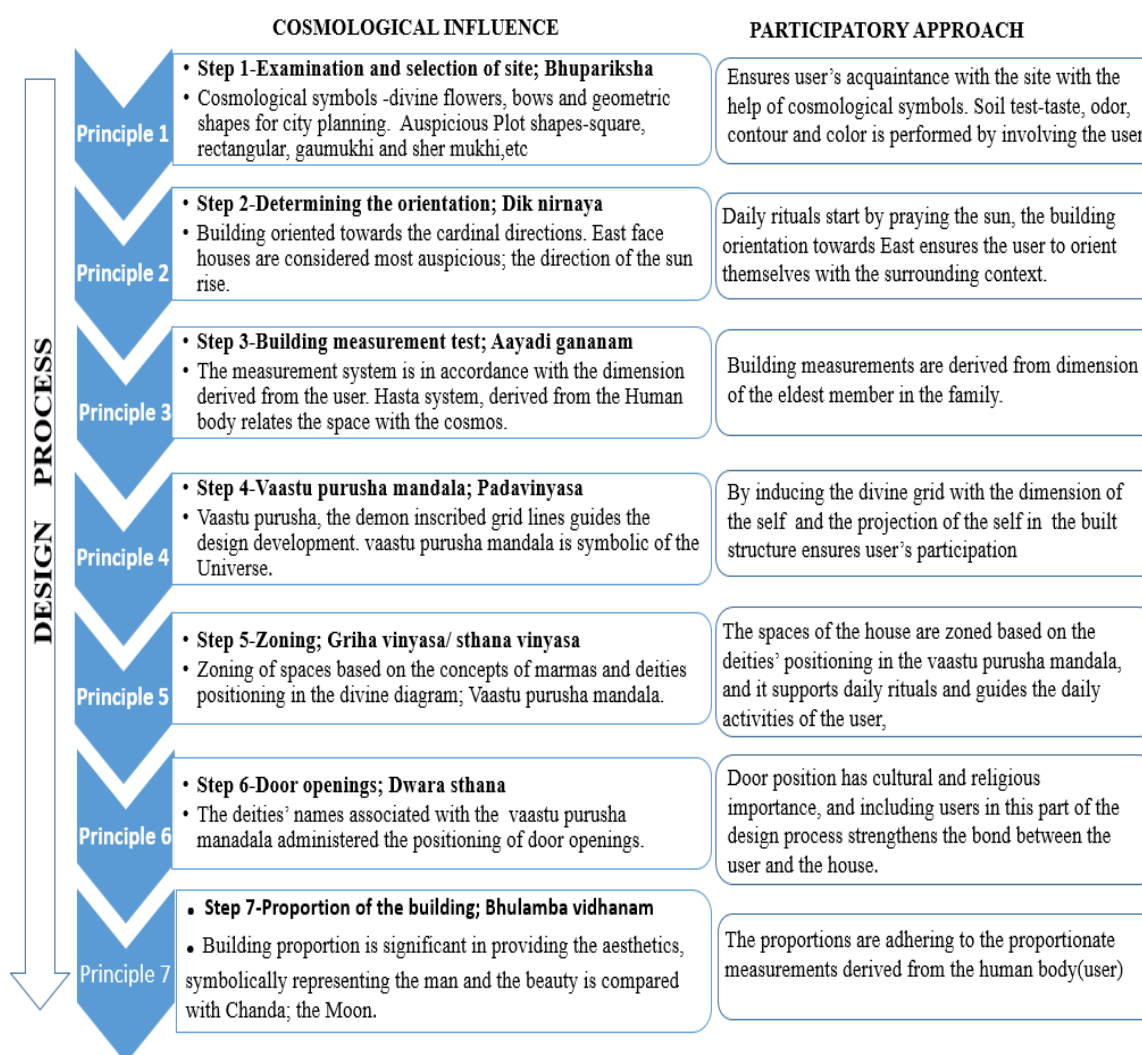 COSMOLOGICAL INFLUENCE
PARTICIPATORY APPROACH
DESIGN PROCESS
Principle 1
• Step 1-Examination and selection of site; Bhupariksha
• Cosmological symbols -divine flowers, bows and geometric
shapes for city planning. Auspicious Plot shapes-square,
rectangular, gaumukhi and sher mukhi,etc
Ensures user’s acquaintance with the site with the
help of cosmological symbols. Soil test-taste, odor,
contour and color is performed by involving the user
Principle 2
• Step 2-Determining the orientation; Dik nirnaya
• Building oriented towards the cardinal directions. East face
houses are considered most auspicious; the direction of the sun
rise.
Daily rituals start by praying the sun, the building
orientation towards East ensures the user to orient
themselves with the surrounding context.
Principle 3
• Step 3-Building measurement test; Aayadi gananam
• The measurement system is in accordance with the dimension
derived from the user. Hasta system, derived from the Human
body relates the space with the cosmos.
Building measurements are derived from dimension
of the eldest member in the family.
Principle 4
• Step 4-Vaastu purusha mandala; Padavinyasa
• Vaastu purusha, the demon inscribed grid lines guides the
design development. vaastu purusha mandala is symbolic of the
Universe.
By inducing the divine grid with the dimension of
the self and the projection of the self in the built
structure ensures user’s participation
Principle 5
• Step 5-Zoning; Griha vinyasa/ sthana vinyasa
• Zoning of spaces based on the concepts of marmas and deities
positioning in the divine diagram; Vaastu purusha mandala.
The spaces of the house are zoned based on the
deities’ positioning in the vaastu purusha mandala,
and it supports daily rituals and guides the daily
activities of the user,
Principle 6
• Step 6-Door openings; Dwara sthana
• The deities’ names associated with the vaastu purusha
manadala administered the positioning of door openings.
Door position has cultural and religious
importance, and including users in this part of the
design process strengthens the bond between the
user and the house.
Principle 7
• Step 7-Proportion of the building; Bhulamba vidhanam
• Building proportion is significant in providing the aesthetics,
symbolically representing the man and the beauty is compared
with Chanda; the Moon.
The proportions are adhering to the proportionate
measurements derived from the human body(user)